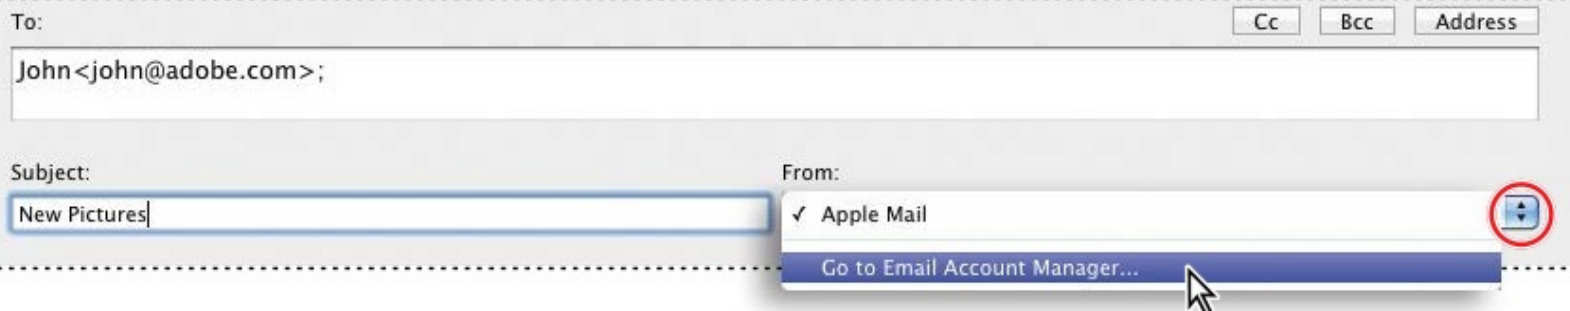 To:
Cc Bcc Address
John<john@adobe.com>;
Subject:
From:
New Pictures
✓ Apple Mail
Go to Email Account Manager...